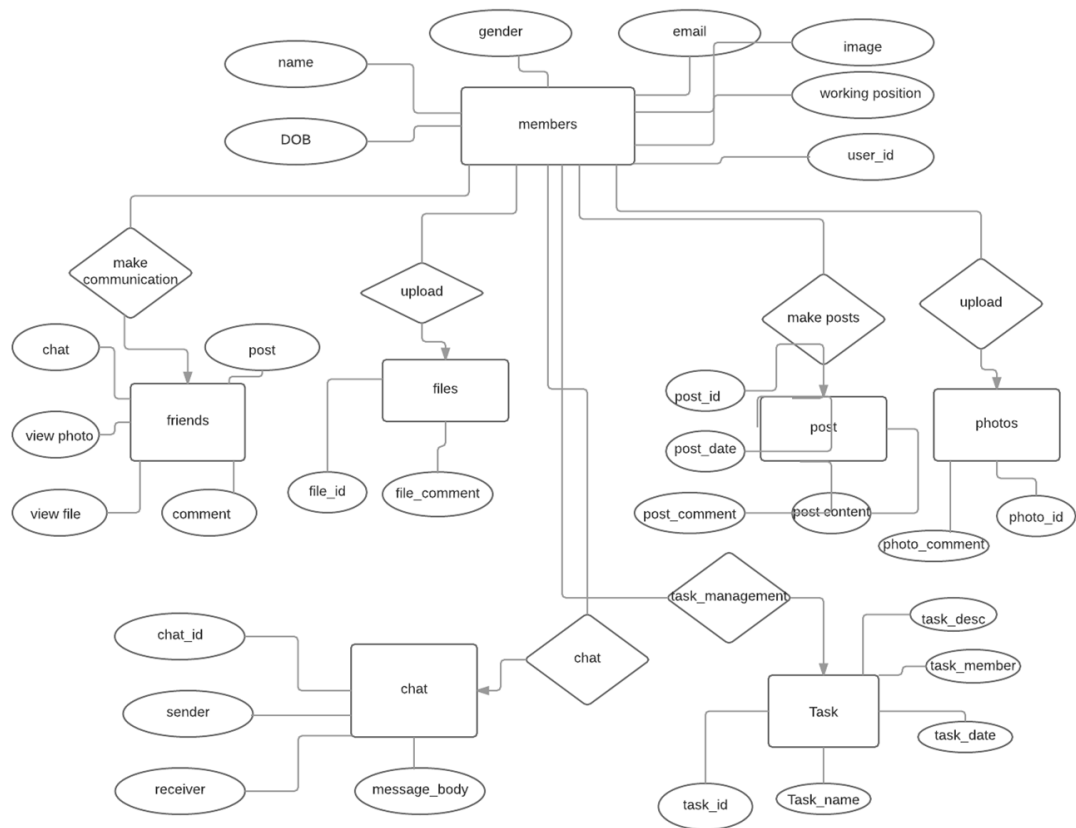 gender
email
image
name
working position
members
DOB
user_id
make
communication
upload
make posts
upload
chat
post
files
post_id
friends
post
photos
view photo
post_date
file_id
file_comment
view file
comment
post_comment
post content
photo_id
photo_comment
task_management
task_desc
chat_id
chat
task_member
chat
sender
Task
task_date
receiver
message_body
task_id
Task_name